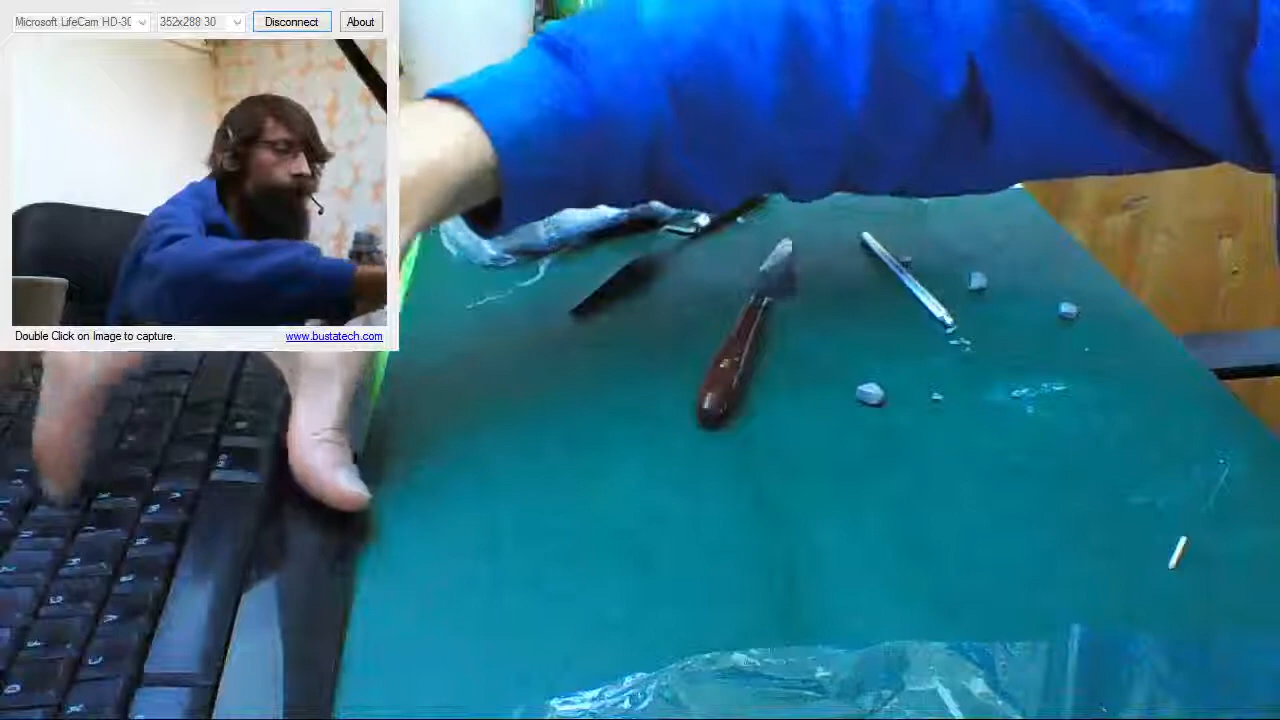 Microsoft LifeCam HD-30
352x288 30
Disconnect
About
Double Click on Image to capture.
www.bustatech.com